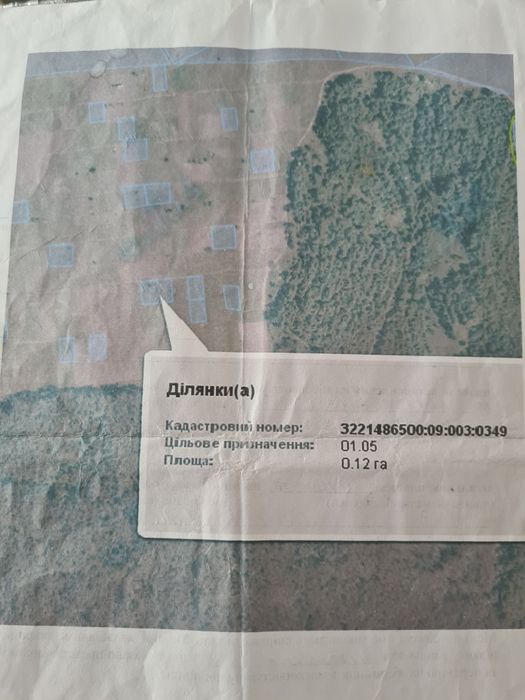 Ділянки(а)
Кадастровий номер: 3221486500:09:003:0349
Цільове призначення: 01.05
Площа: 0.12 га